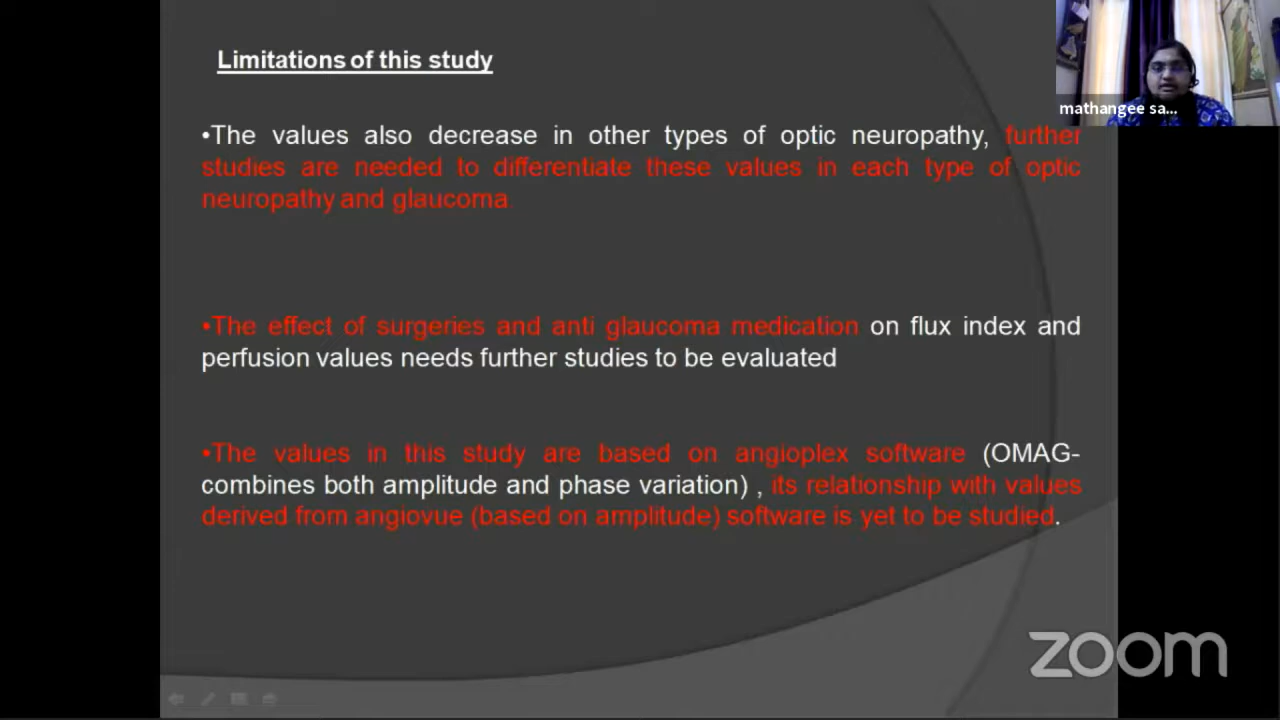 Limitations of this study
mathangee sa...
•The values also decrease in other types of optic neuropathy, further
studies are needed to differentiate these values in each type of optic
neuropathy and glaucoma.
•The effect of surgeries and anti glaucoma medication on flux index and
perfusion values needs further studies to be evaluated
•The values in this study are based on angioplex software (OMAG-
combines both amplitude and phase variation) , its relationship with values
derived from angiovue (based on amplitude) software is yet to be studied.
zoom